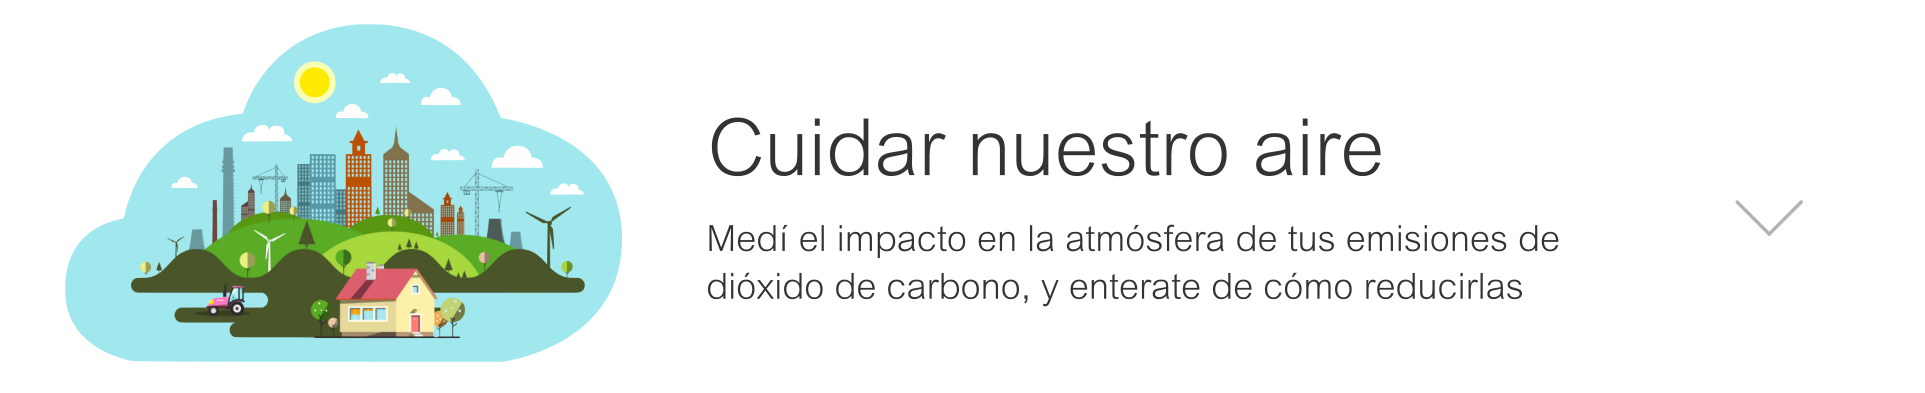 Cuidar nuestro aire
Medí el impacto en la atmósfera de tus emisiones de
dióxido de carbono, y enterate de cómo reducirlas